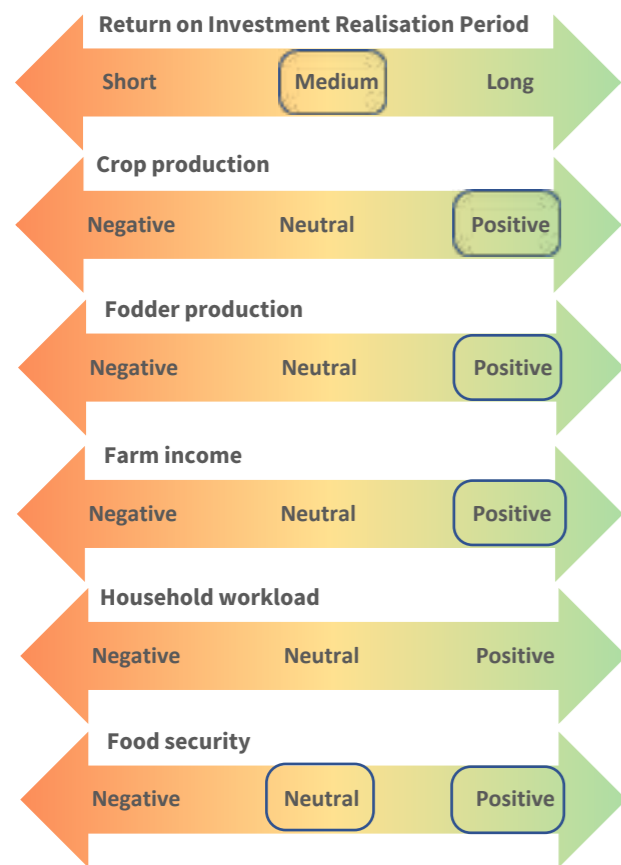 Return on Investment Realisation Period
Short Medium Long
Crop production
Negative Neutral Positive
Fodder production
Negative Neutral Positive
Farm income
Negative Neutral Positive
Household workload
Negative Neutral Positive
Food security
Negative Neutral Positive